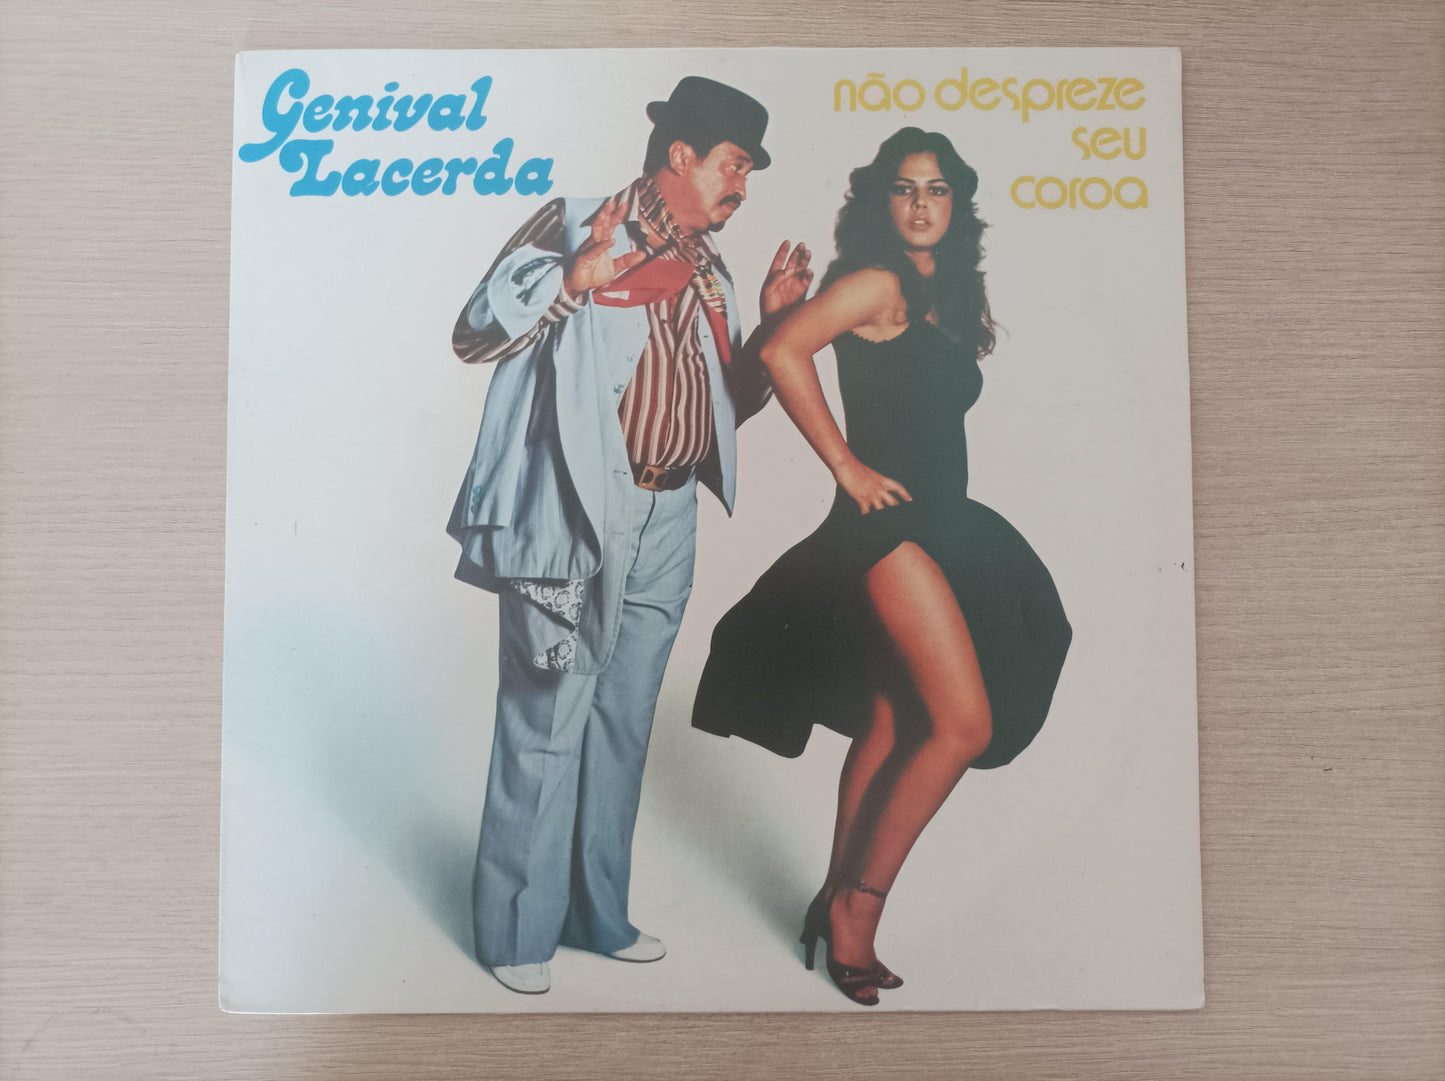 Genival
Lacerda
não despreze
seu
coroa